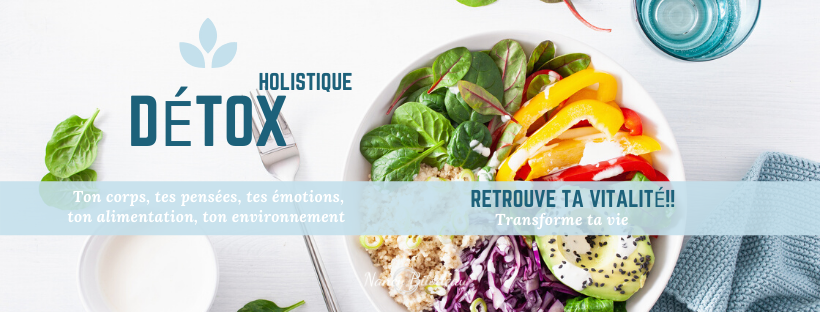 HOLISTIQUE
DÉTOX
Ton corps, tes pensées, tes émotions,
ton alimentation, ton environnement
RETROUVE TA VITALITÉ!!
Transforme ta vie